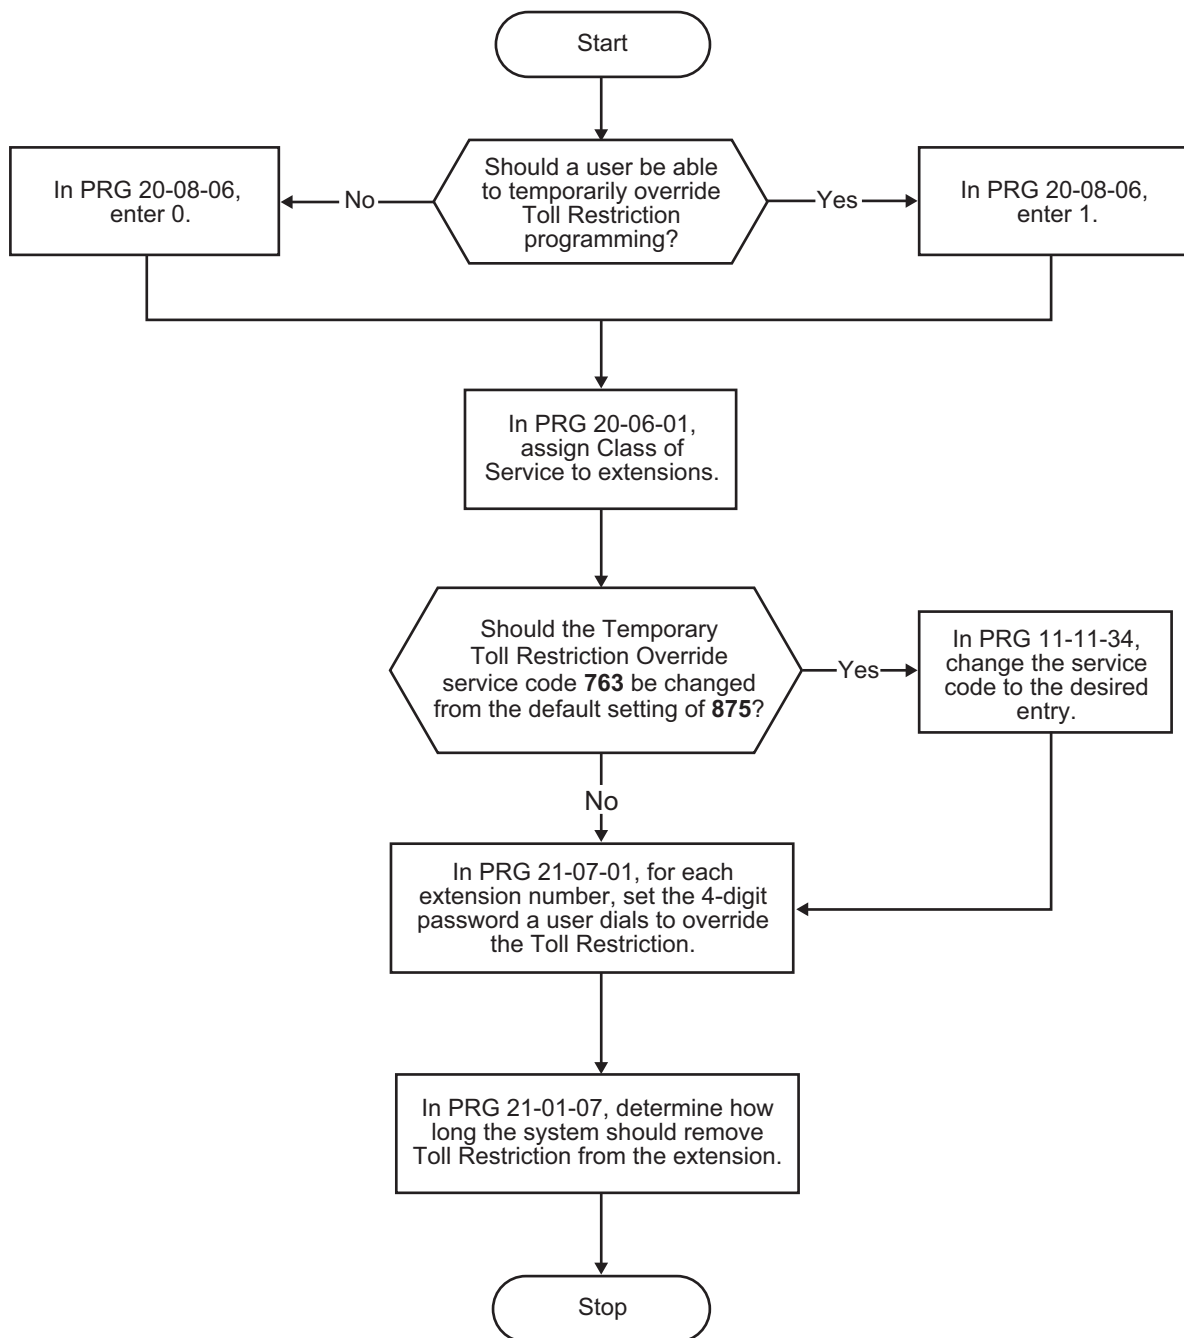 Start
Should a user be able
to temporarily override
Toll Restriction
programming?
No
Yes
In PRG 20-08-06,
enter 0.
In PRG 20-08-06,
enter 1.
In PRG 20-06-01,
assign Class of
Service to extensions.
Should the Temporary
Toll Restriction Override
service code 763 be changed
from the default setting of 875?
Yes
In PRG 11-11-34,
change the service
code to the desired
entry.
No
In PRG 21-07-01, for each
extension number, set the 4-digit
password a user dials to override
the Toll Restriction.
In PRG 21-01-07, determine how
long the system should remove
Toll Restriction from the extension.
Stop